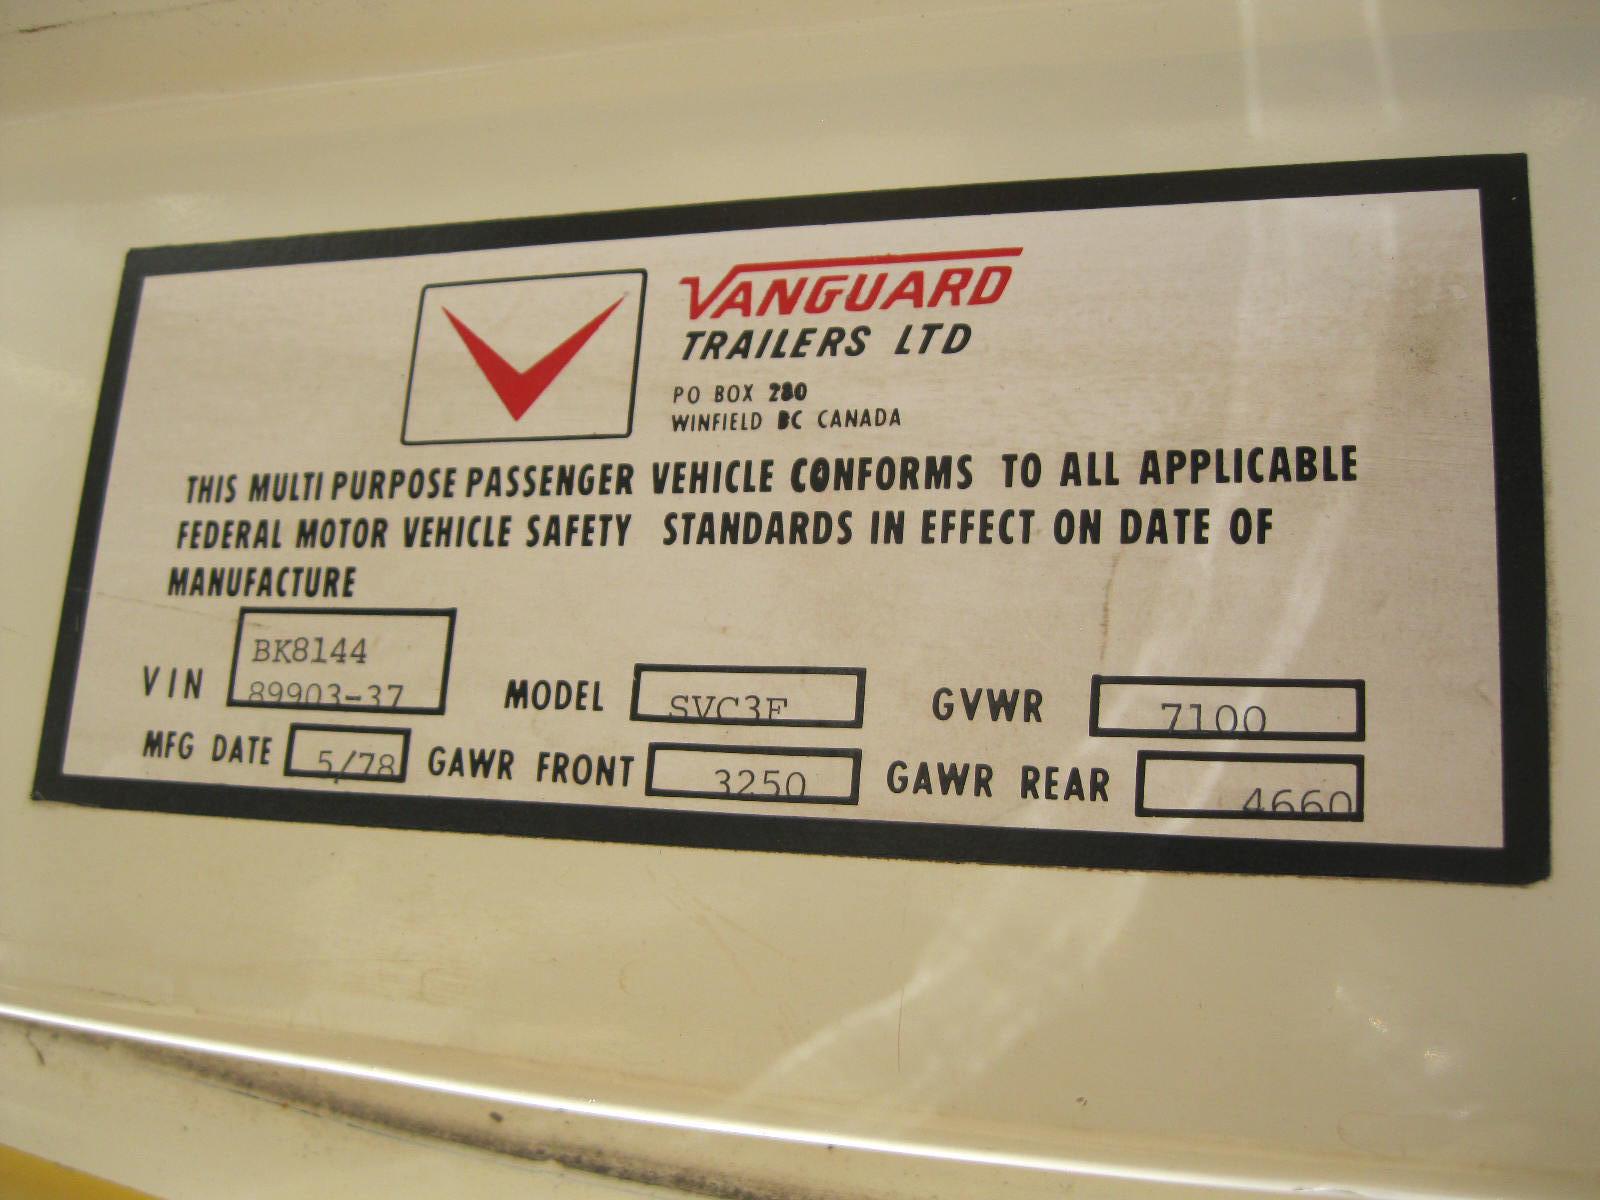 VANGUARD
TRAILERS LTD
PO BOX 280
WINFIELD BC CANADA
THIS MULTI PURPOSE PASSENGER VEHICLE CONFORMS TO ALL APPLICABLE
FEDERAL MOTOR VEHICLE SAFETY STANDARDS IN EFFECT ON DATE OF
MANUFACTURE
VIN BK8144
89903-37
MODEL SVC3F GVWR 7100
MFG DATE 5/78 GAWR FRONT 3250 GAWR REAR 4660